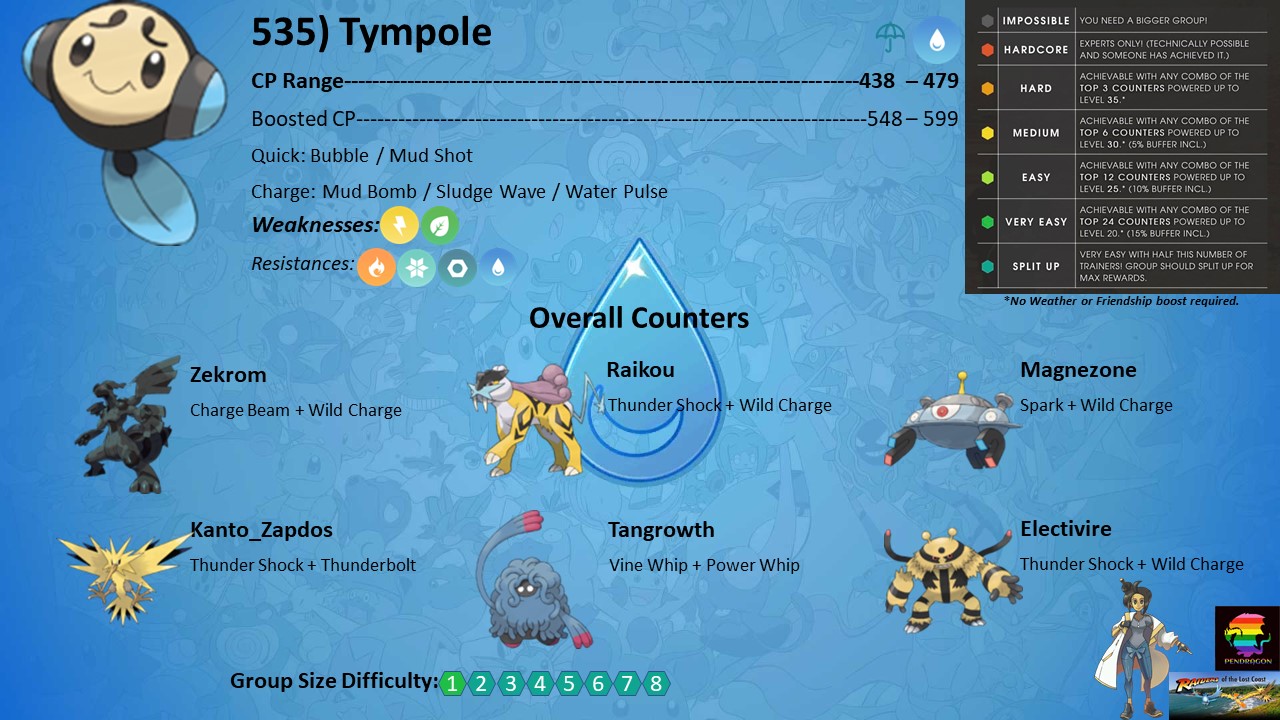 535) Tympole
CP Range------------------------------------------------------------------------438 – 479
Boosted CP------------------------------------------------------------------------548 – 599
Quick: Bubble / Mud Shot
Charge: Mud Bomb / Sludge Wave / Water Pulse
Weaknesses:
Resistances:
IMPOSSIBLE YOU NEED A BIGGER GROUP!
HARDCORE EXPERTS ONLY! (TECHNICALLY POSSIBLE
AND SOMEONE HAS ACHIEVED IT.)
HARD ACHIEVABLE WITH ANY COMBO OF THE
TOP 3 COUNTERS POWERED UP TO
LEVEL 35.*
MEDIUM ACHIEVABLE WITH ANY COMBO OF THE
TOP 6 COUNTERS POWERED UP TO
LEVEL 30.* (5% BUFFER INCL.)
EASY ACHIEVABLE WITH ANY COMBO OF THE
TOP 12 COUNTERS POWERED UP TO
LEVEL 25.* (10% BUFFER INCL.)
VERY EASY ACHIEVABLE WITH ANY COMBO OF THE
TOP 24 COUNTERS POWERED UP TO
LEVEL 20.* (15% BUFFER INCL.)
SPLIT UP VERY EASY WITH HALF THIS NUMBER OF
TRAINERS! GROUP SHOULD SPLIT UP FOR
MAX REWARDS.
*No Weather or Friendship boost required.
Overall Counters
Zekrom
Charge Beam + Wild Charge
Raikou
Thunder Shock + Wild Charge
Magnezone
Spark + Wild Charge
Kanto_Zapdos
Thunder Shock + Thunderbolt
Tangrowth
Vine Whip + Power Whip
Electivire
Thunder Shock + Wild Charge
Group Size Difficulty: 1 2 3 4 5 6 7 8
PENDRAGON
RAIDERS of the Lost Coast